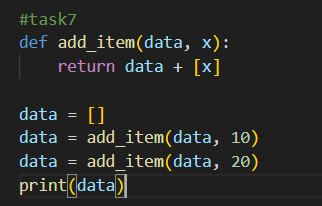 #task7
def add_item(data, x):
    return data + [x]

data = []
data = add_item(data, 10)
data = add_item(data, 20)
print(data)